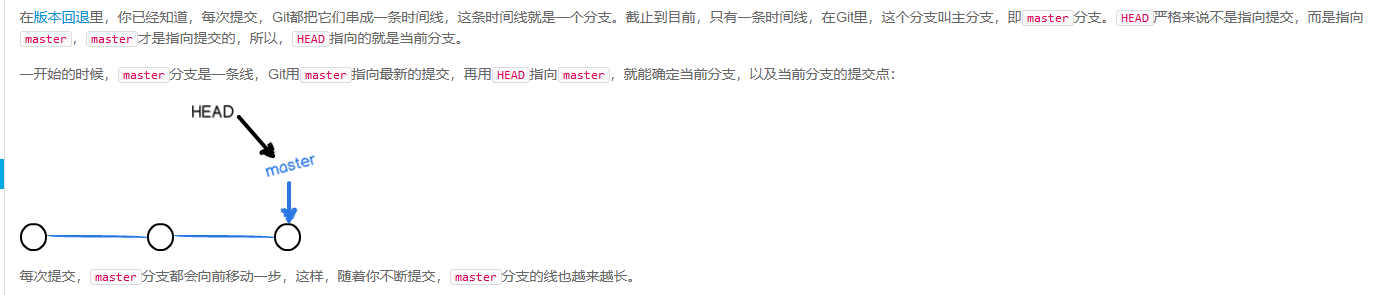 在版本回退里，你已经知道，每次提交，Git都把它们串成一条时间线，这条时间线就是一个分支。截止到目前，只有一条时间线，在Git里，这个分支叫主分支，即master分支。HEAD严格来说不是指向提交，而是指向
master，master才是指向提交的，所以，HEAD指向的就是当前分支。
一开始的时候，master分支是一条线，Git用master指向最新的提交，再用HEAD指向master，就能确定当前分支，以及当前分支的提交点：
HEAD
master
每次提交，master分支都会向前移动一步，这样，随着你不断提交，master分支的线也越来越长。